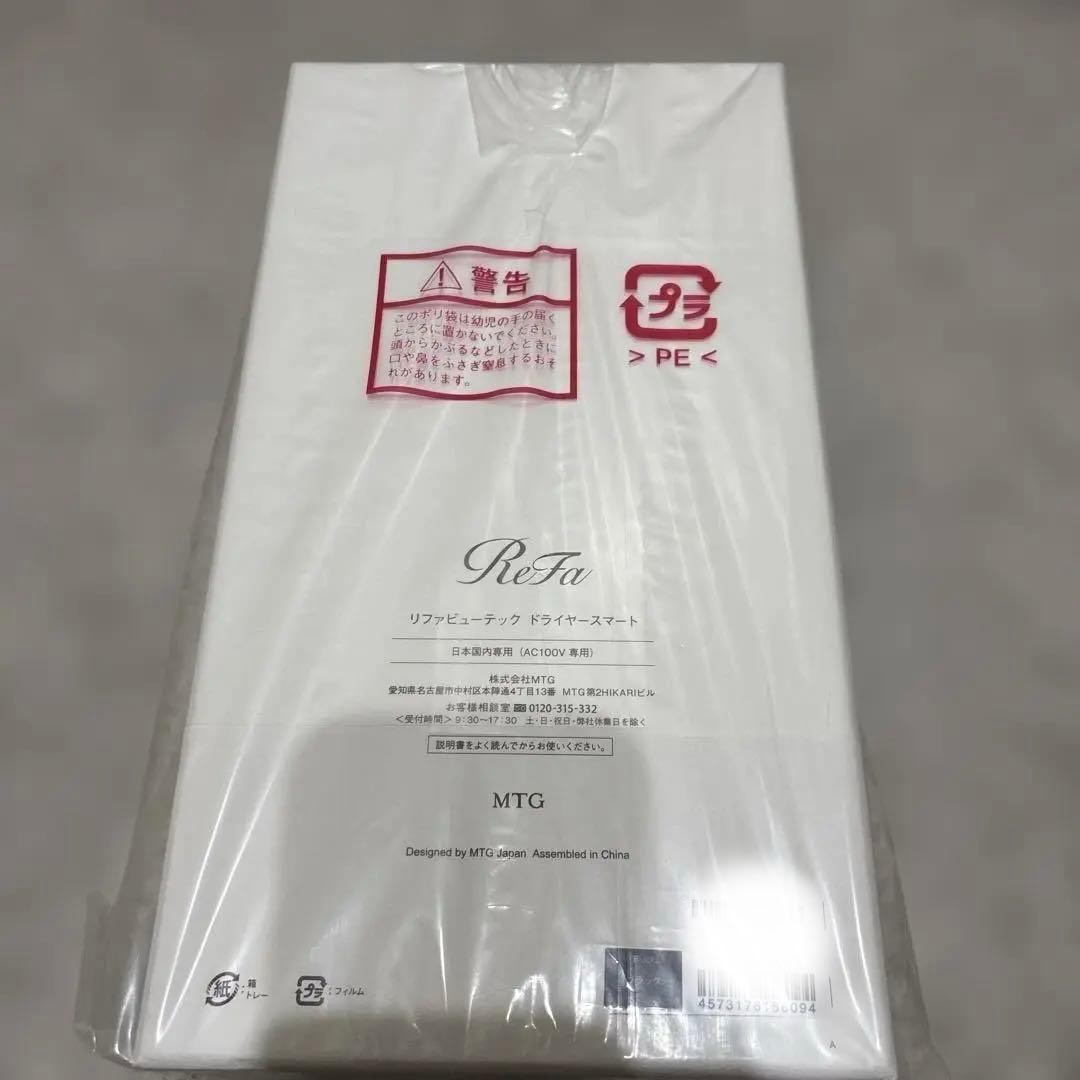 警告
このポリ袋は幼児の手の届く
ところに置かないでください。
頭からかぶるなどしたときに
口や鼻をふさぎ窒息するおそ
れがあります。
プラ
> PE <
ReFa
リファビューテック ドライヤースマート
日本国内専用（AC100V 専用）
株式会社MTG
愛知県名古屋市中村区本陣通4丁目13番 MTG第2HIKARIビル
お客様相談室 0120-315-332
＜受付時間＞9:30〜17:30 土・日・祝日・弊社休業日を除く
説明書をよく読んでからお使いください。
MTG
Designed by MTG Japan Assembled in China
紙:箱
トレー
プラ:フィルム
ブラック
A